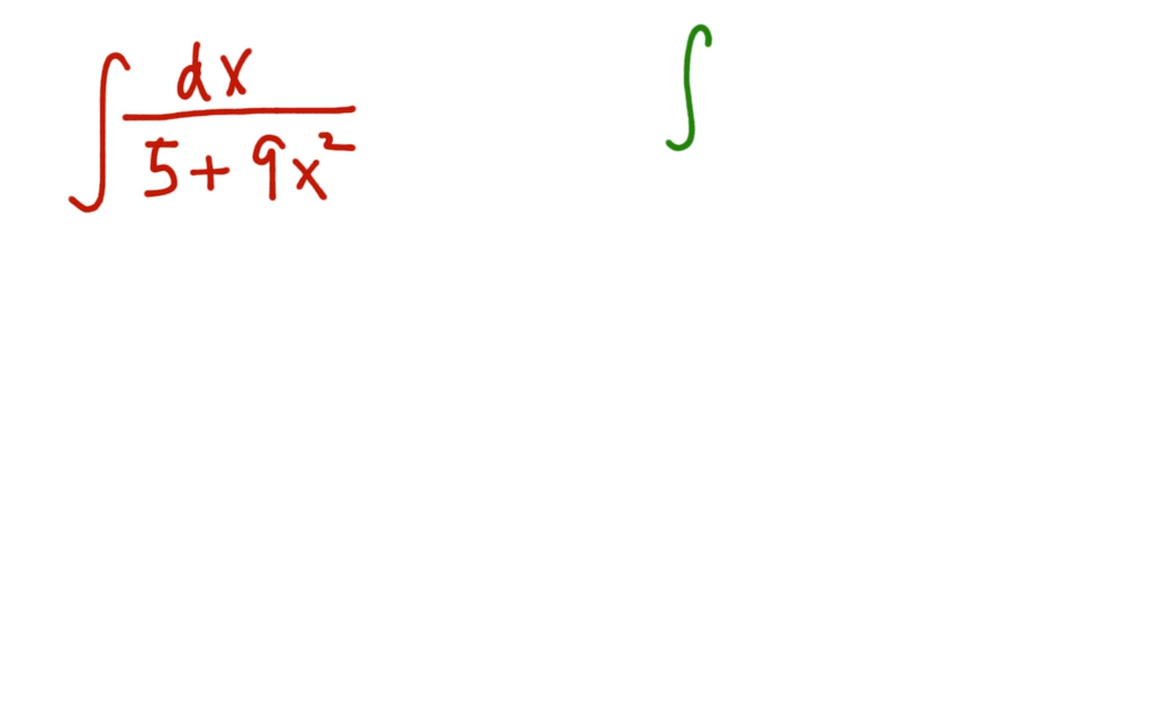 ∫ dx / (5 + 9x²)
∫